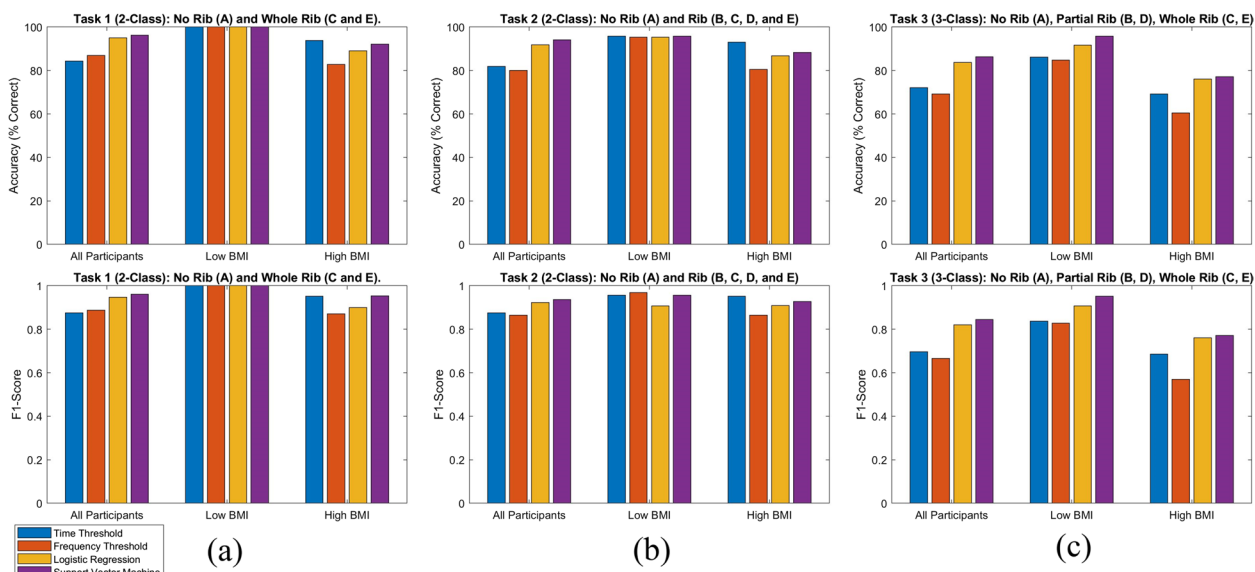 Task 1 (2-Class): No Rib (A) and Whole Rib (C and E).
Accuracy (% Correct)
100
80
60
40
20
0
All Participants Low BMI High BMI
Task 2 (2-Class): No Rib (A) and Rib (B, C, D, and E)
Accuracy (% Correct)
100
80
60
40
20
0
All Participants Low BMI High BMI
Task 3 (3-Class): No Rib (A), Partial Rib (B, D), Whole Rib (C, E)
Accuracy (% Correct)
100
80
60
40
20
0
All Participants Low BMI High BMI
Task 1 (2-Class): No Rib (A) and Whole Rib (C and E).
F1-Score
1
0.8
0.6
0.4
0.2
0
All Participants Low BMI High BMI
Task 2 (2-Class): No Rib (A) and Rib (B, C, D, and E)
F1-Score
1
0.8
0.6
0.4
0.2
0
All Participants Low BMI High BMI
Task 3 (3-Class): No Rib (A), Partial Rib (B, D), Whole Rib (C, E)
F1-Score
1
0.8
0.6
0.4
0.2
0
All Participants Low BMI High BMI
Time Threshold
Frequency Threshold
Logistic Regression
Support Vector Machine
(a)
(b)
(c)